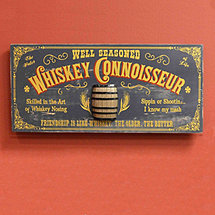 WELL SEASONED
WHISKEY CONNOISSEUR
Skilled in the Art
of Whiskey Nosing
Sippin or Shootin..
I know my mash
FRIENDSHIP IS LIKE WHISKEY, THE OLDER, THE BETTER